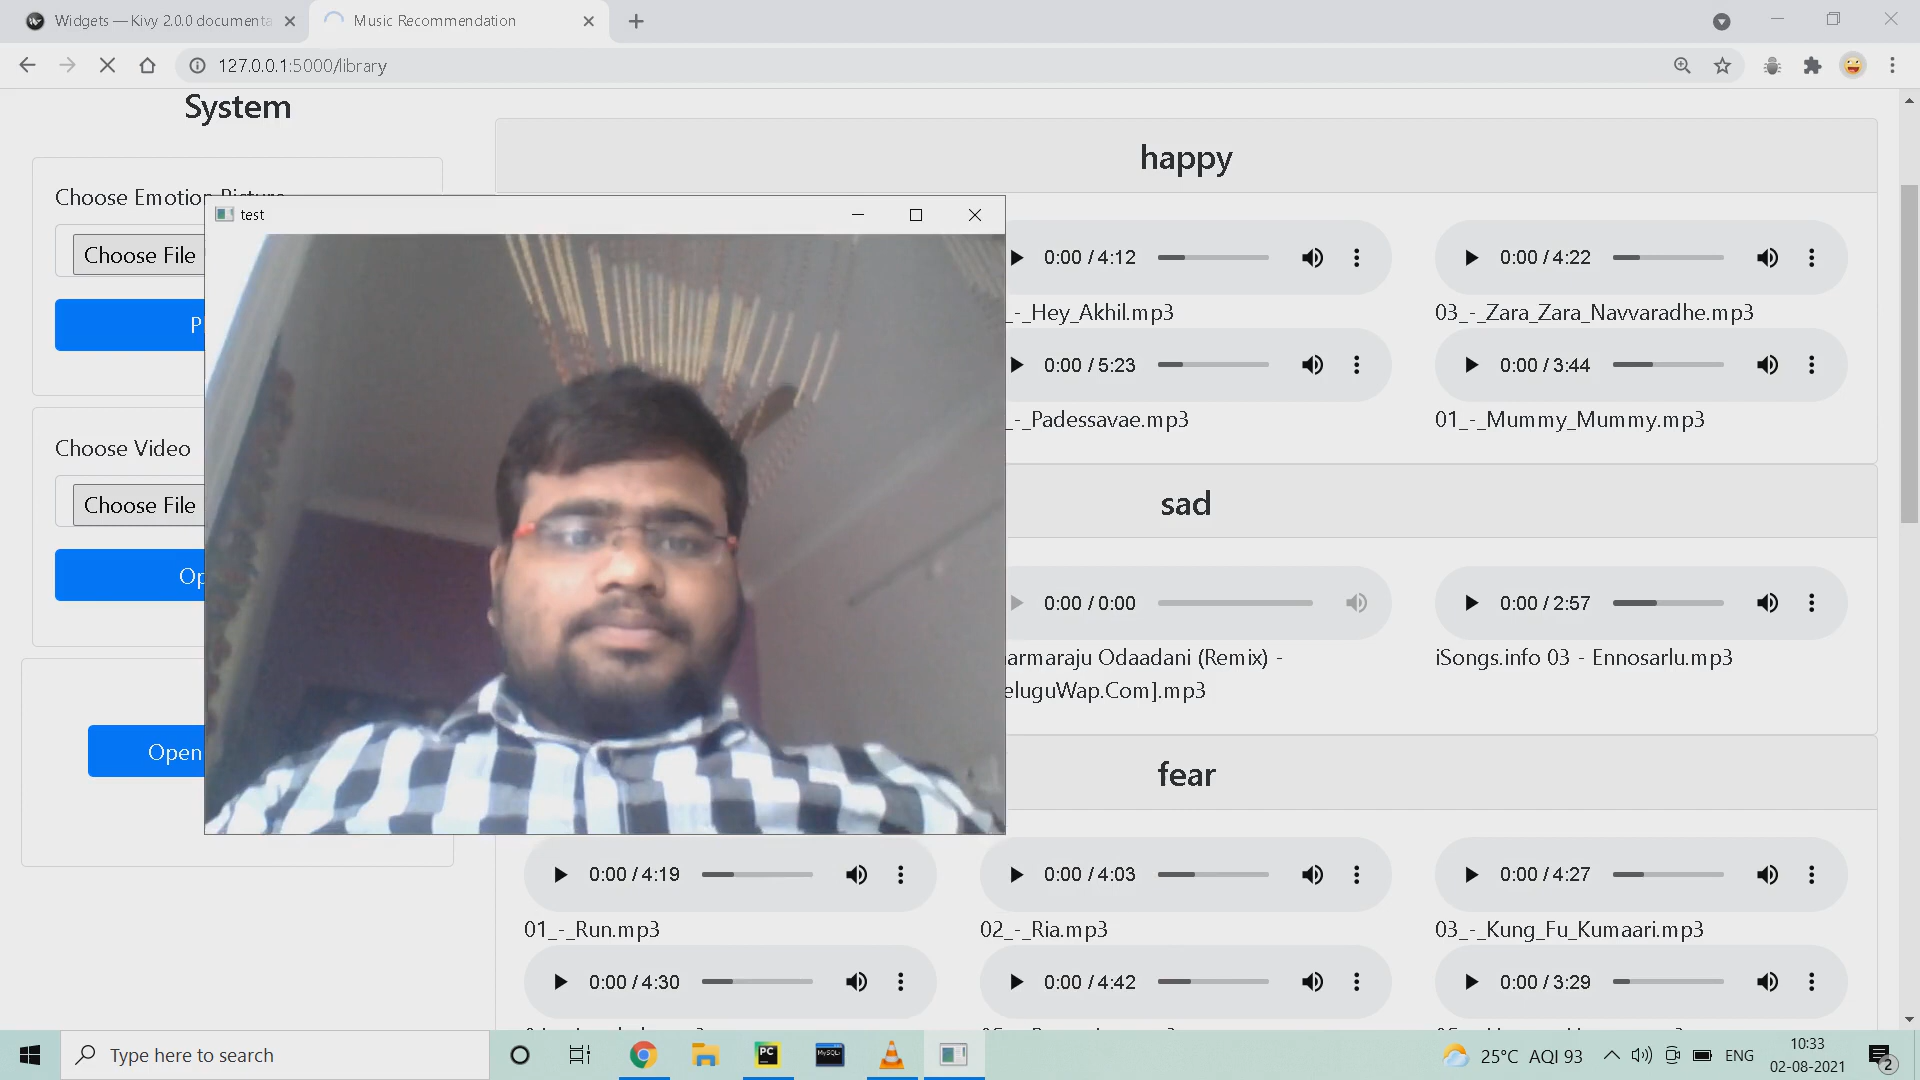 Widgets — Kivy 2.0.0 documenta
Music Recommendation
127.0.0.1:5000/library
System
Choose Emotion Picture
Choose File
Choose Video
Choose File
Open
test
happy
0:00 / 4:12
0:00 / 4:22
_-_Hey_Akhil.mp3
03_-_Zara_Zara_Navvaradhe.mp3
0:00 / 5:23
0:00 / 3:44
_-_Padessavae.mp3
01_-_Mummy_Mummy.mp3
sad
0:00 / 0:00
0:00 / 2:57
armaraju Odaadani (Remix) -
eluguWap.Com].mp3
iSongs.info 03 - Ennosarlu.mp3
fear
0:00 / 4:19
0:00 / 4:03
0:00 / 4:27
01_-_Run.mp3
02_-_Ria.mp3
03_-_Kung_Fu_Kumaari.mp3
0:00 / 4:30
0:00 / 4:42
0:00 / 3:29
Type here to search
PC
MySQL
25°C AQI 93
ENG
10:33
02-08-2021
2